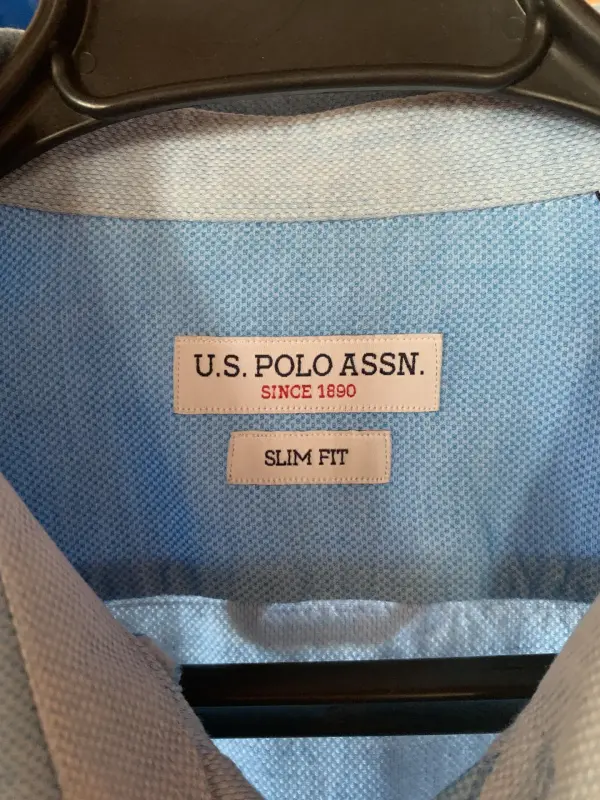 U.S. POLO ASSN.
SINCE 1890
SLIM FIT